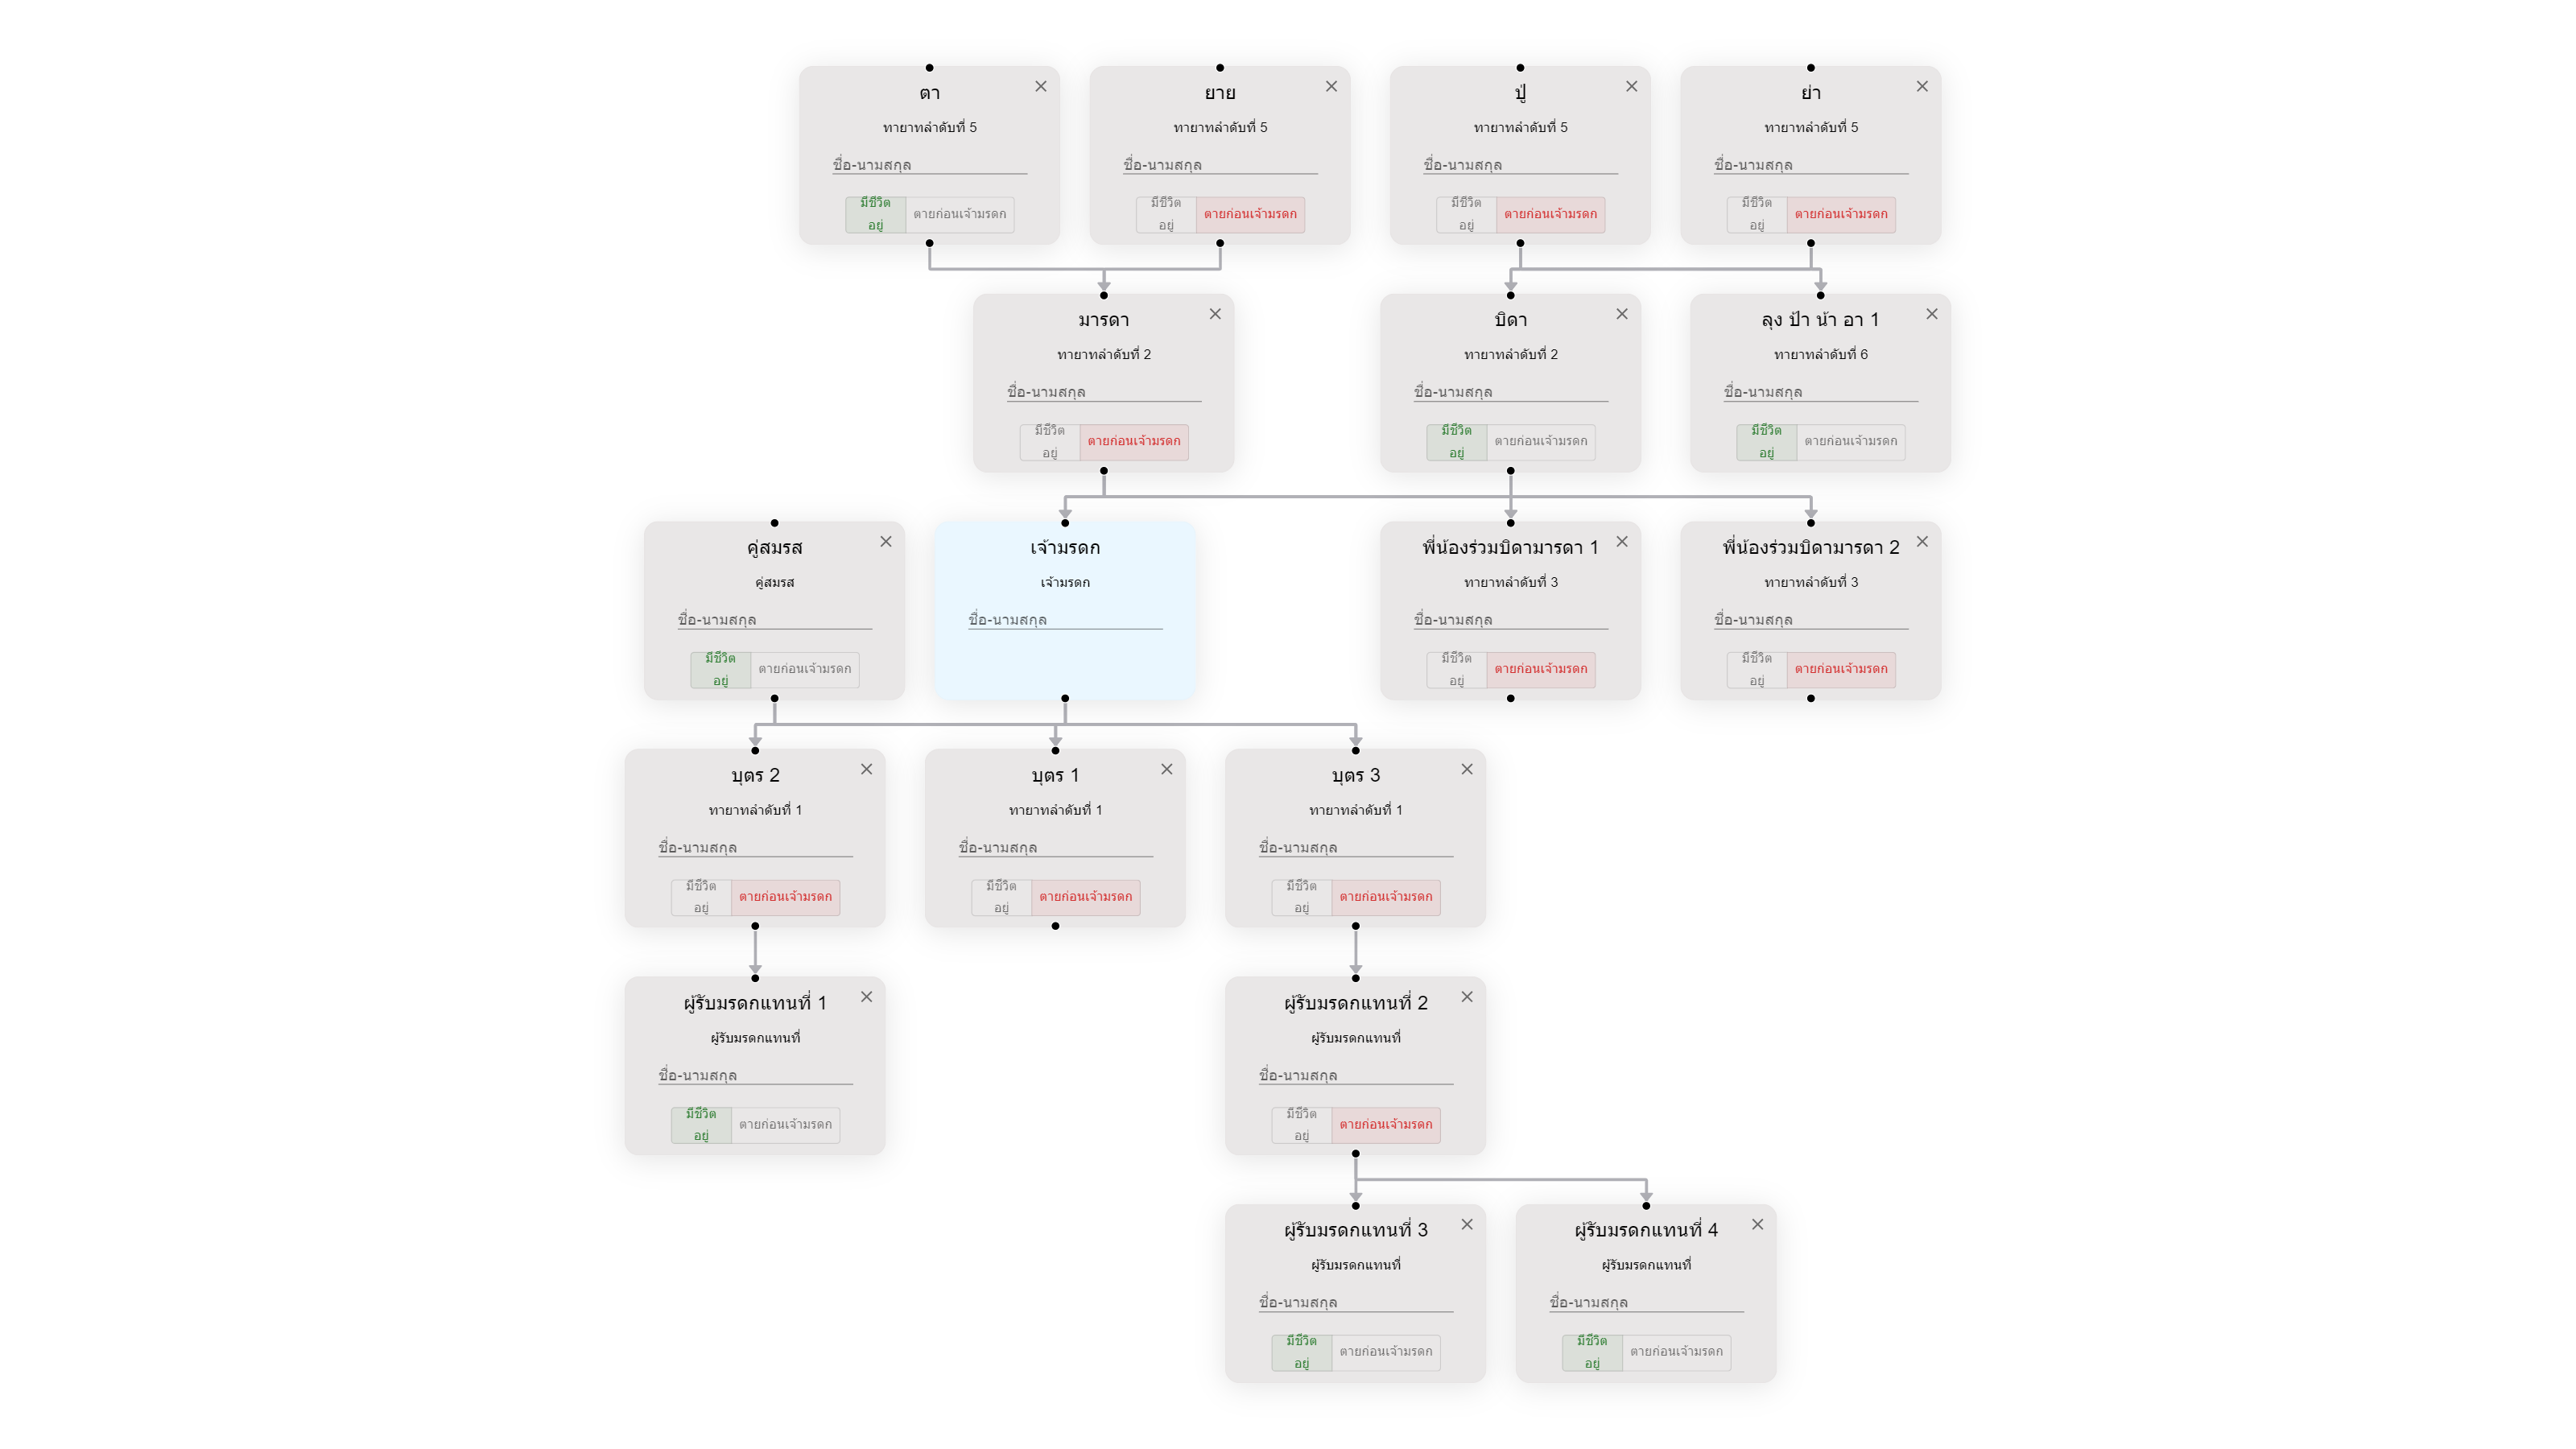 ตา
ทายาทลำดับที่ 5
ชื่อ-นามสกุล
มีชีวิต
อยู่
ตายก่อนเจ้ามรดก
ยาย
ทายาทลำดับที่ 5
ชื่อ-นามสกุล
มีชีวิต
อยู่
ตายก่อนเจ้ามรดก
ปู่
ทายาทลำดับที่ 5
ชื่อ-นามสกุล
มีชีวิต
อยู่
ตายก่อนเจ้ามรดก
ย่า
ทายาทลำดับที่ 5
ชื่อ-นามสกุล
มีชีวิต
อยู่
ตายก่อนเจ้ามรดก
มารดา
ทายาทลำดับที่ 2
ชื่อ-นามสกุล
มีชีวิต
อยู่
ตายก่อนเจ้ามรดก
บิดา
ทายาทลำดับที่ 2
ชื่อ-นามสกุล
มีชีวิต
อยู่
ตายก่อนเจ้ามรดก
ลุง ป้า น้า อา 1
ทายาทลำดับที่ 6
ชื่อ-นามสกุล
มีชีวิต
อยู่
ตายก่อนเจ้ามรดก
คู่สมรส
คู่สมรส
ชื่อ-นามสกุล
มีชีวิต
อยู่
ตายก่อนเจ้ามรดก
เจ้ามรดก
เจ้ามรดก
ชื่อ-นามสกุล
พี่น้องร่วมบิดามารดา 1
ทายาทลำดับที่ 3
ชื่อ-นามสกุล
มีชีวิต
อยู่
ตายก่อนเจ้ามรดก
พี่น้องร่วมบิดามารดา 2
ทายาทลำดับที่ 3
ชื่อ-นามสกุล
มีชีวิต
อยู่
ตายก่อนเจ้ามรดก
บุตร 2
ทายาทลำดับที่ 1
ชื่อ-นามสกุล
มีชีวิต
อยู่
ตายก่อนเจ้ามรดก
บุตร 1
ทายาทลำดับที่ 1
ชื่อ-นามสกุล
มีชีวิต
อยู่
ตายก่อนเจ้ามรดก
บุตร 3
ทายาทลำดับที่ 1
ชื่อ-นามสกุล
มีชีวิต
อยู่
ตายก่อนเจ้ามรดก
ผู้รับมรดกแทนที่ 1
ผู้รับมรดกแทนที่
ชื่อ-นามสกุล
มีชีวิต
อยู่
ตายก่อนเจ้ามรดก
ผู้รับมรดกแทนที่ 2
ผู้รับมรดกแทนที่
ชื่อ-นามสกุล
มีชีวิต
อยู่
ตายก่อนเจ้ามรดก
ผู้รับมรดกแทนที่ 3
ผู้รับมรดกแทนที่
ชื่อ-นามสกุล
มีชีวิต
อยู่
ตายก่อนเจ้ามรดก
ผู้รับมรดกแทนที่ 4
ผู้รับมรดกแทนที่
ชื่อ-นามสกุล
มีชีวิต
อยู่
ตายก่อนเจ้ามรดก